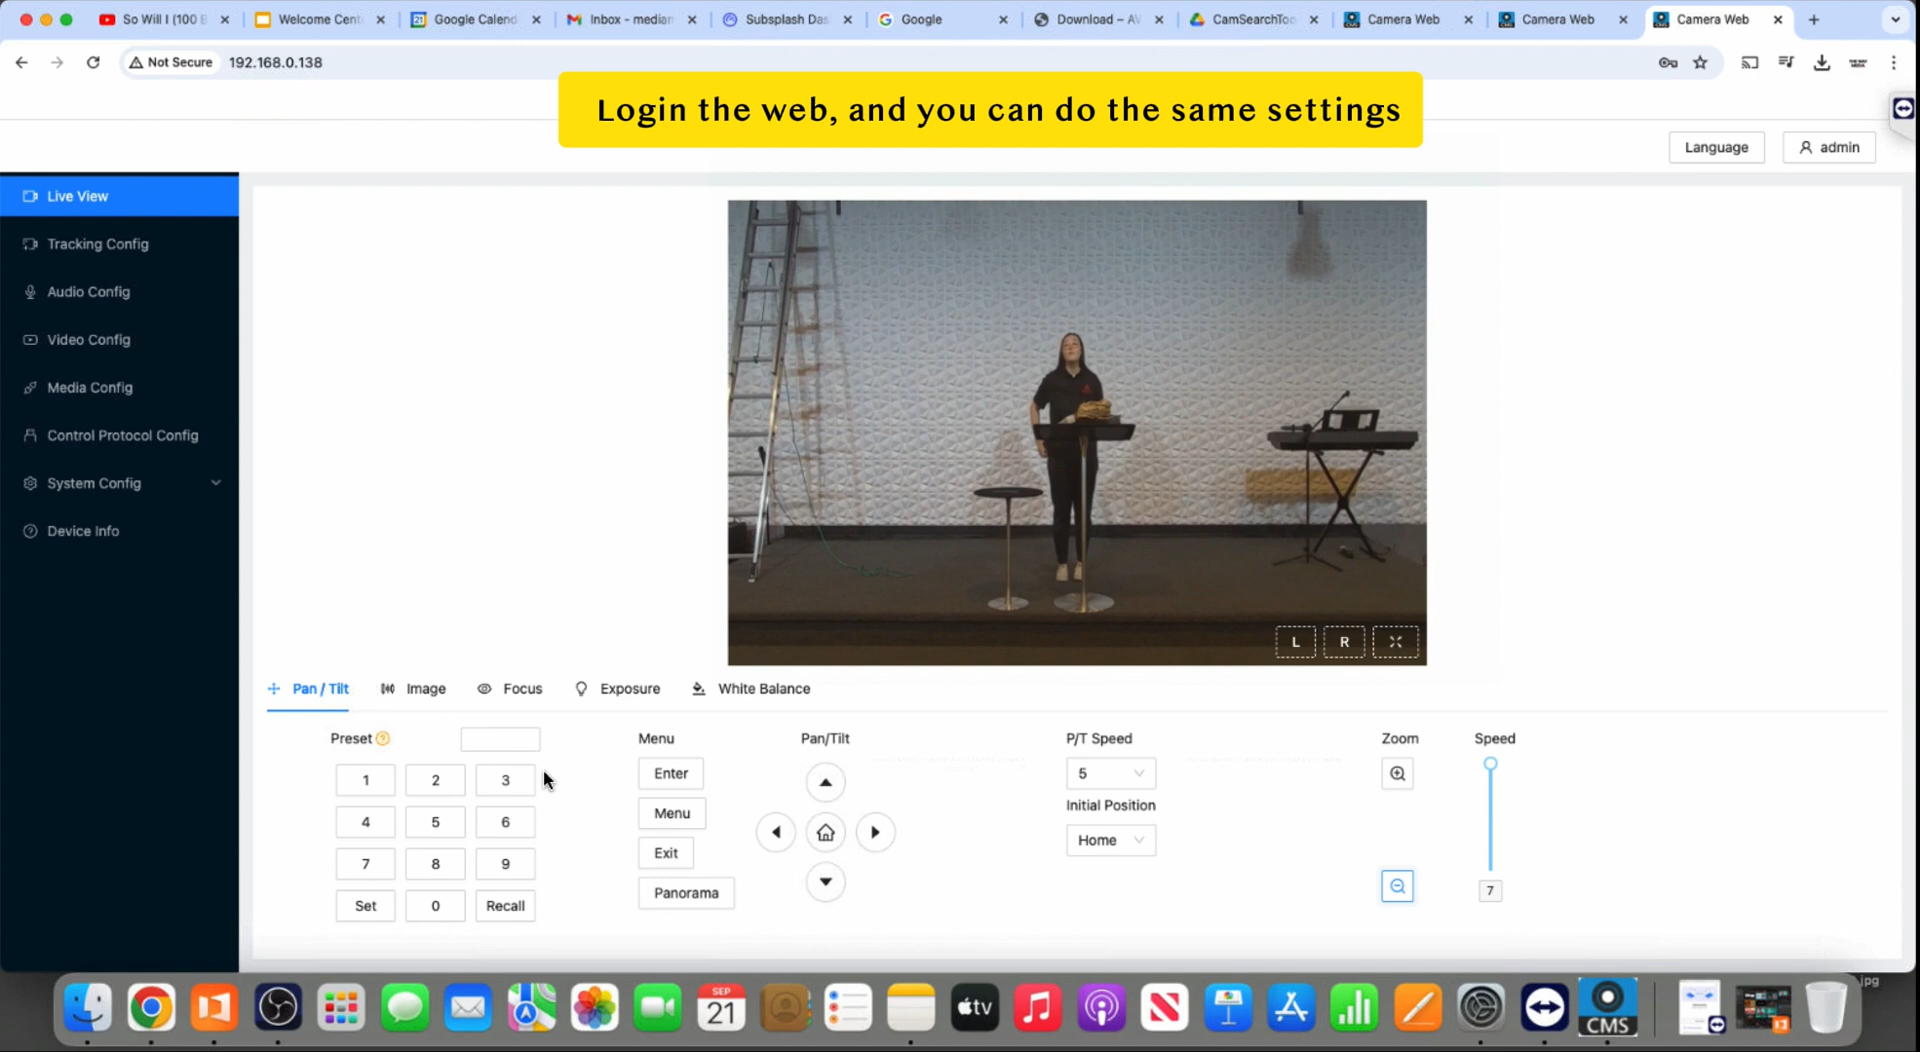 So Will I (100 B
Welcome Cent
Google Calend
Inbox - median
Subsplash Das
Google
Download – AV
CamSearchToo
Camera Web
Camera Web
Camera Web
Not Secure
192.168.0.138
Login the web, and you can do the same settings
Language
admin
Live View
Tracking Config
Audio Config
Video Config
Media Config
Control Protocol Config
System Config
Device Info
L R
Pan / Tilt
Image
Focus
Exposure
White Balance
Preset
Menu
Pan/Tilt
P/T Speed
Zoom
Speed
1 2 3
4 5 6
7 8 9
Set 0 Recall
Enter
Menu
Exit
Panorama
5
Initial Position
Home
7
jpg
SEP
21
tv
CMS